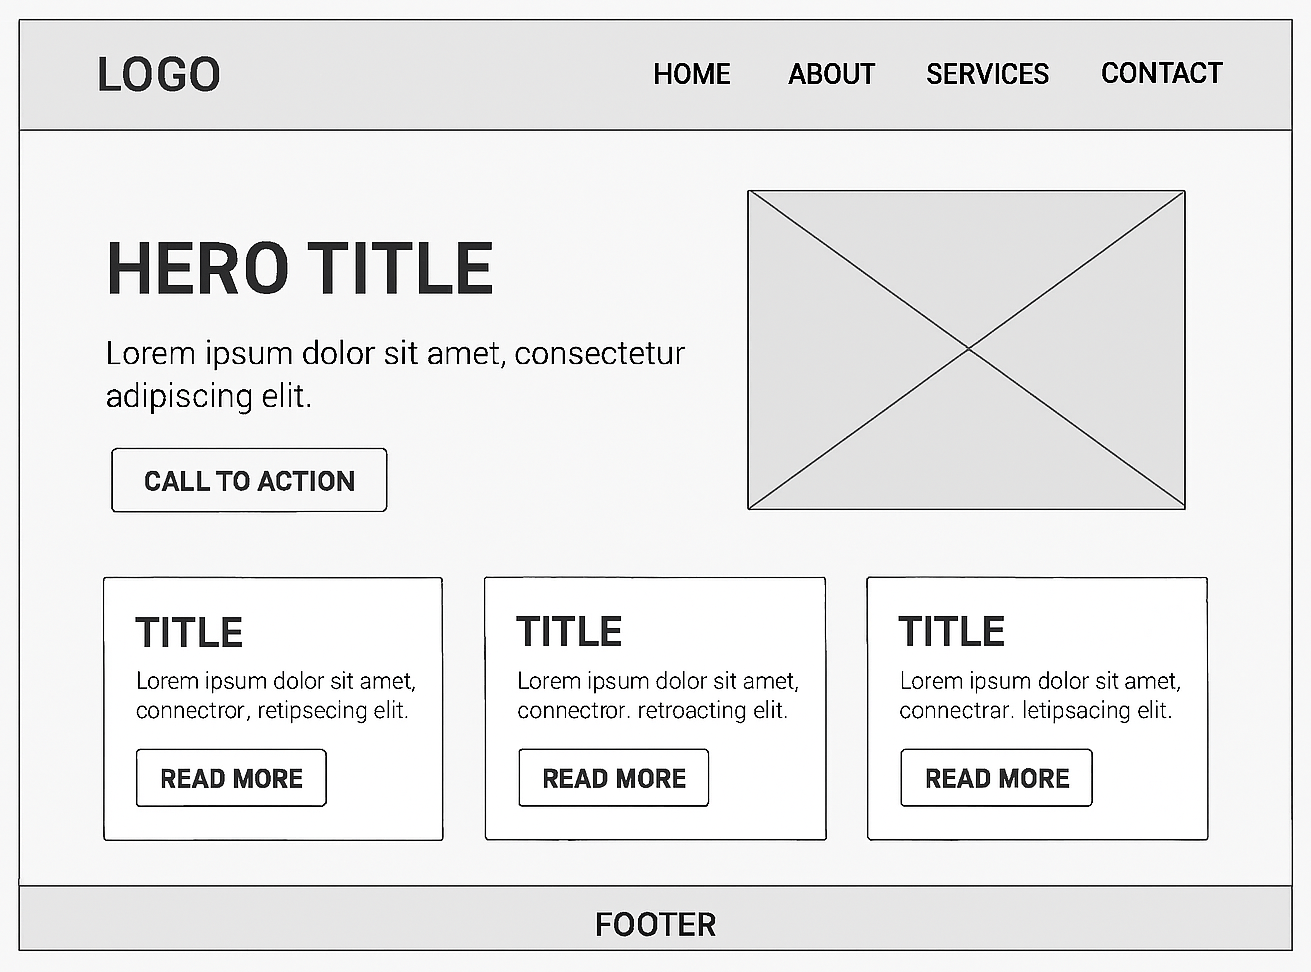 LOGO
HOME ABOUT SERVICES CONTACT
HERO TITLE
Lorem ipsum dolor sit amet, consectetur
adipiscing elit.
CALL TO ACTION
TITLE
Lorem ipsum dolor sit amet,
connectror, retipsecing elit.
READ MORE
TITLE
Lorem ipsum dolor sit amet,
connectror. retroacting elit.
READ MORE
TITLE
Lorem ipsum dolor sit amet,
connectrar. letipsacing elit.
READ MORE
FOOTER